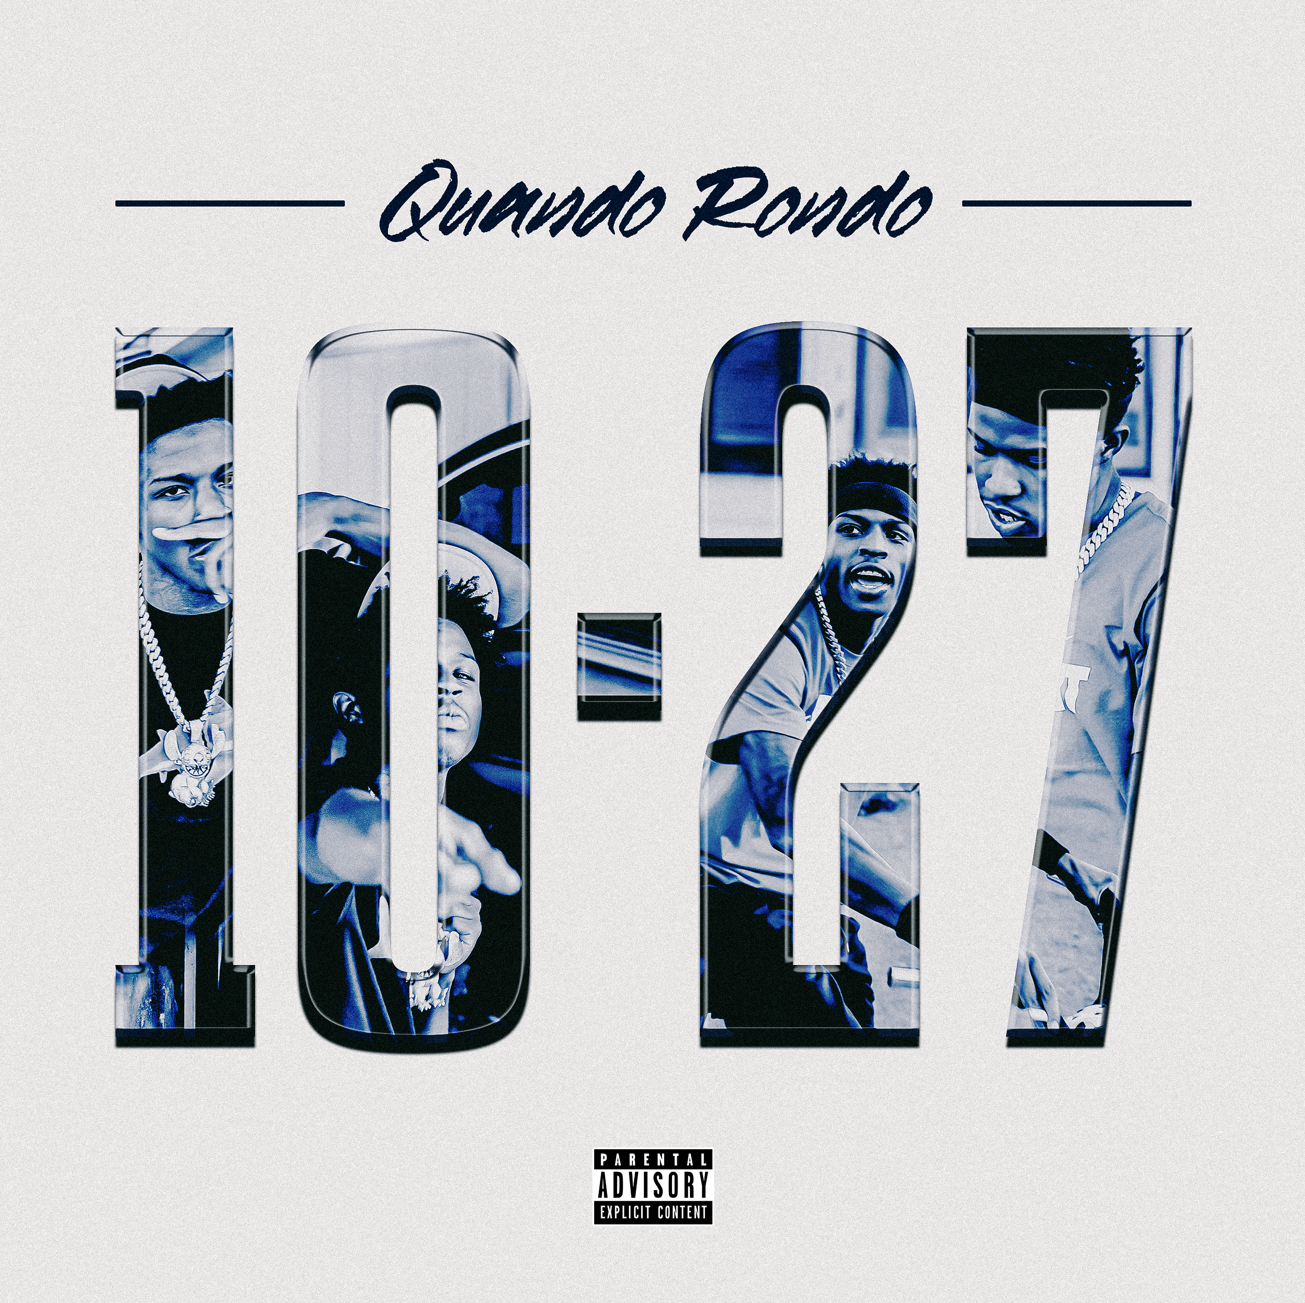 Quando Rondo
10-27
PARENTAL
ADVISORY
EXPLICIT CONTENT